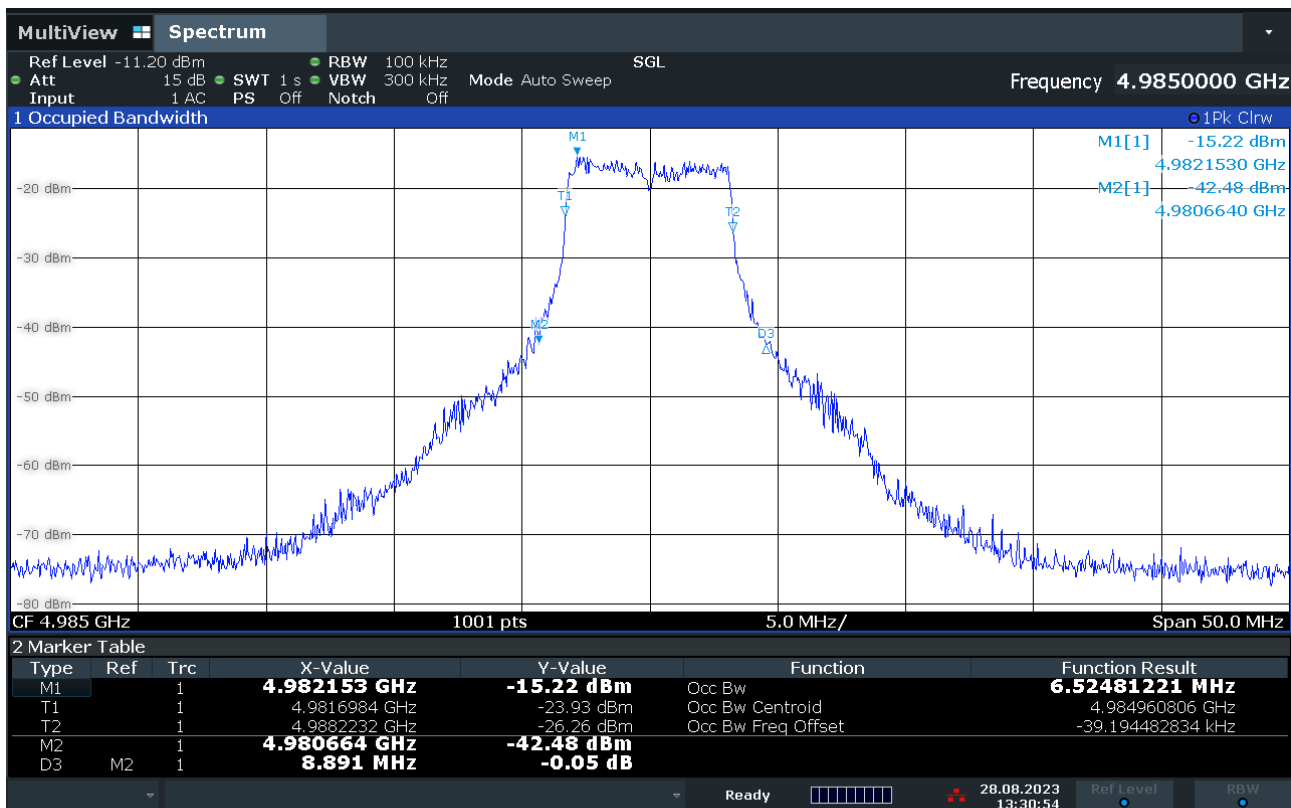 MultiView Spectrum
Ref Level -11.20 dBm RBW 100 kHz SGL
Att 15 dB SWT 1 s VBW 300 kHz Mode Auto Sweep Frequency 4.9850000 GHz
Input 1 AC PS Off Notch Off
1 Occupied Bandwidth 1Pk Clrw
M1 M1[1] -15.22 dBm
4.9821530 GHz
-20 dBm M2[1] -42.48 dBm
T1 T2 4.9806640 GHz
-30 dBm
-40 dBm M2 D3
-50 dBm
-60 dBm
-70 dBm
-80 dBm
CF 4.985 GHz 1001 pts 5.0 MHz/ Span 50.0 MHz
2 Marker Table
Type Ref Trc X-Value Y-Value Function Function Result
M1 1 4.982153 GHz -15.22 dBm Occ Bw 6.52481221 MHz
T1 1 4.9816984 GHz -23.93 dBm Occ Bw Centroid 4.984960806 GHz
T2 1 4.9882232 GHz -26.26 dBm Occ Bw Freq Offset -39.194482834 kHz
M2 1 4.980664 GHz -42.48 dBm
D3 M2 1 8.891 MHz -0.05 dB
Ready 28.08.2023 Ref Level RBW
13:30:54